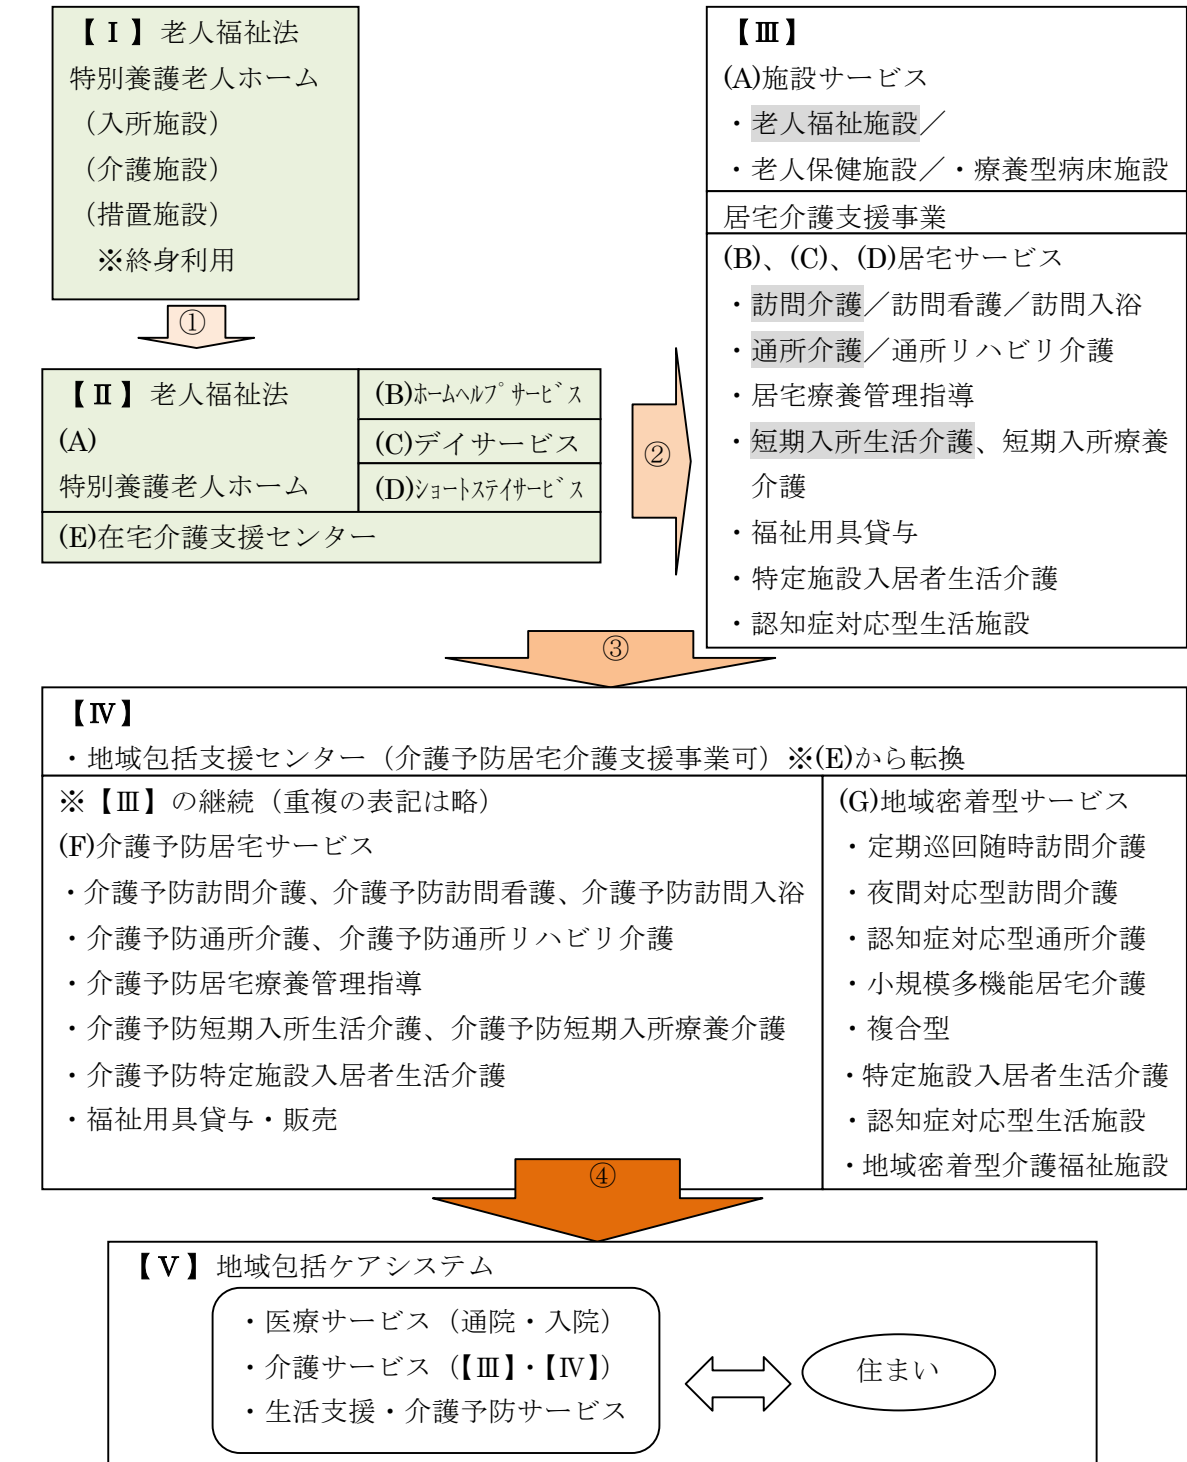 【Ⅰ】老人福祉法
特別養護老人ホーム
（入所施設）
（介護施設）
（措置施設）
※終身利用
①
【Ⅱ】老人福祉法
(A)
特別養護老人ホーム
(B)ﾎｰﾑﾍﾙﾌﾟｻｰﾋﾞｽ
(C)デイサービス
(D)ｼｮｰﾄｽﾃｲｻｰﾋﾞｽ
(E)在宅介護支援センター
②
【Ⅲ】
(A)施設サービス
・老人福祉施設／
・老人保健施設／・療養型病床施設
居宅介護支援事業
(B)、(C)、(D)居宅サービス
・訪問介護／訪問看護／訪問入浴
・通所介護／通所リハビリ介護
・居宅療養管理指導
・短期入所生活介護、短期入所療養
介護
・福祉用具貸与
・特定施設入居者生活介護
・認知症対応型生活施設
③
【Ⅳ】
・地域包括支援センター（介護予防居宅介護支援事業可）※(E)から転換
※【Ⅲ】の継続（重複の表記は略）
(F)介護予防居宅サービス
・介護予防訪問介護、介護予防訪問看護、介護予防訪問入浴
・介護予防通所介護、介護予防通所リハビリ介護
・介護予防居宅療養管理指導
・介護予防短期入所生活介護、介護予防短期入所療養介護
・介護予防特定施設入居者生活介護
・福祉用具貸与・販売
(G)地域密着型サービス
・定期巡回随時訪問介護
・夜間対応型訪問介護
・認知症対応型通所介護
・小規模多機能居宅介護
・複合型
・特定施設入居者生活介護
・認知症対応型生活施設
・地域密着型介護福祉施設
④
【Ⅴ】地域包括ケアシステム
・医療サービス（通院・入院）
・介護サービス（【Ⅲ】・【Ⅳ】）
・生活支援・介護予防サービス
住まい